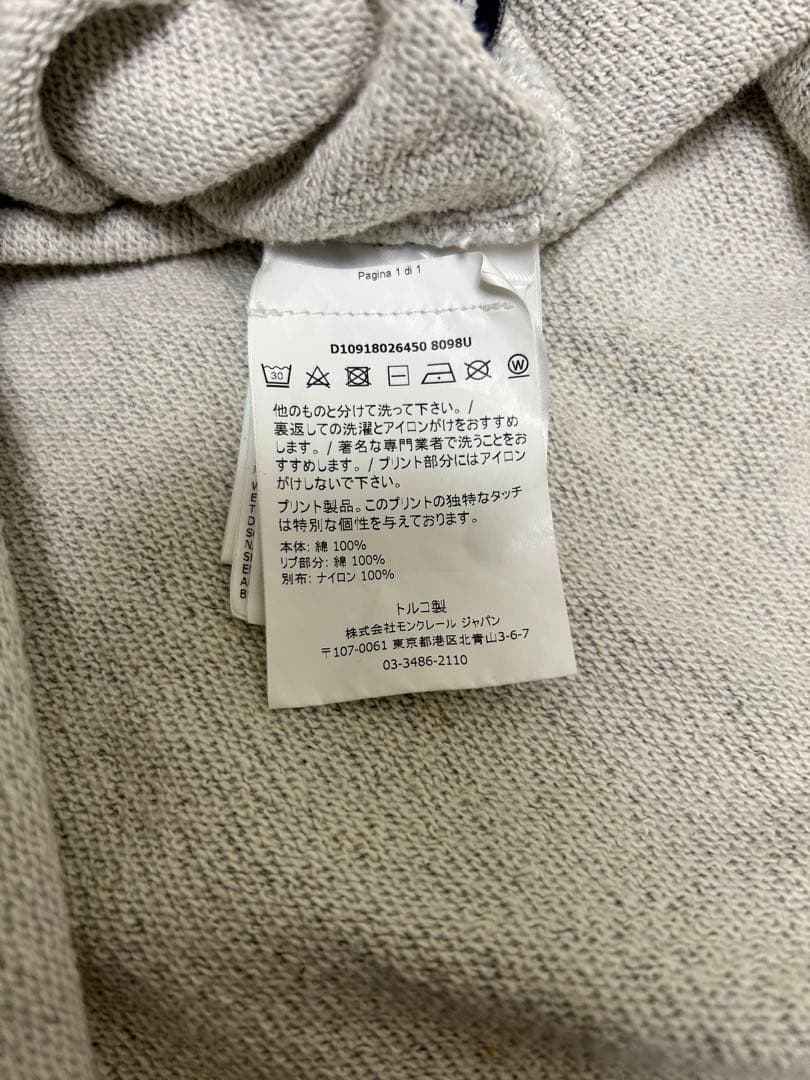 Pagina 1 di 1
D10918026450 8098U
30
W
他のものと分けて洗って下さい。/
裏返しての洗濯とアイロンがけをおすすめ
します。/ 著名な専門業者で洗うことをお
すすめします。/ プリント部分にはアイロン
がけしないで下さい。
プリント製品。このプリントの独特なタッチ
は特別な個性を与えております。
本体: 綿 100%
リブ部分: 綿 100%
別布: ナイロン 100%
トルコ製
株式会社モンクレール ジャパン
〒107-0061 東京都港区北青山3-6-7
03-3486-2110